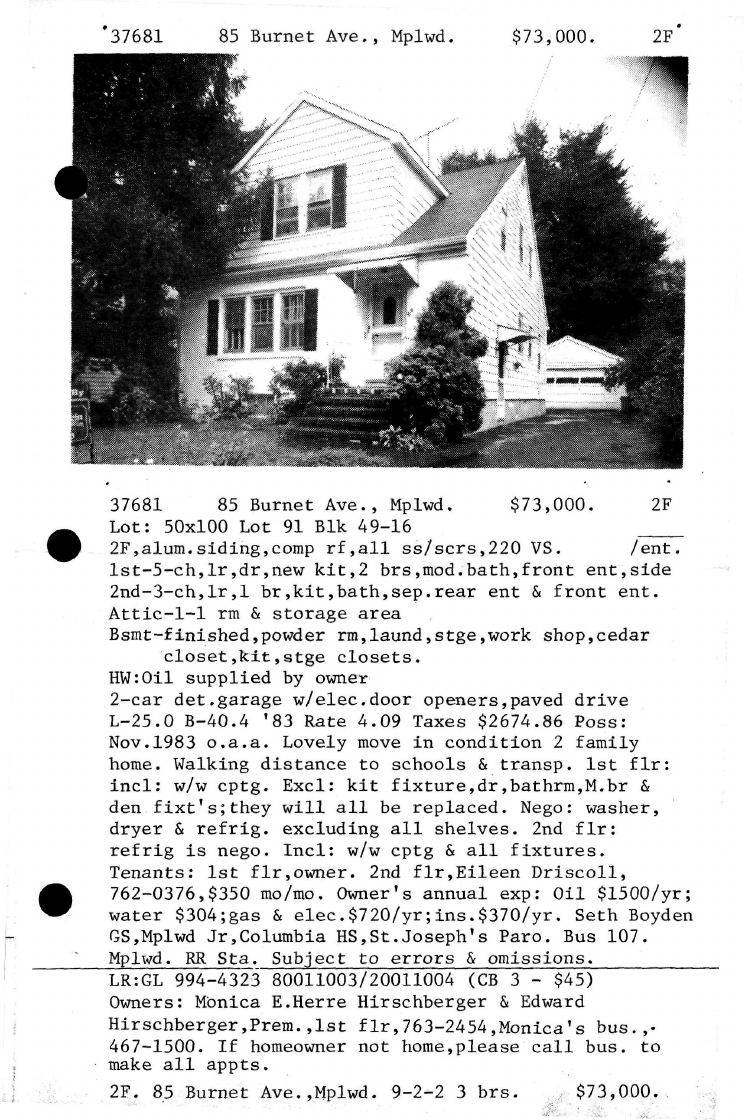 37681 85 Burnet Ave., Mplwd. $73,000. 2F
37681 85 Burnet Ave., Mplwd. $73,000. 2F
Lot: 50x100 Lot 91 Blk 49-16
2F,alum.siding,comp rf,all ss/scrs,220 VS. /ent.
1st-5-ch,lr,dr,new kit,2 brs,mod.bath,front ent,side
2nd-3-ch,lr,1 br,kit,bath,sep.rear ent & front ent.
Attic-1-1 rm & storage area
Bsmt-finished,powder rm,laund,stge,work shop,cedar
closet,kit,stge closets.
HW:Oil supplied by owner
2-car det.garage w/elec.door openers,paved drive
L-25.0 B-40.4 '83 Rate 4.09 Taxes $2674.86 Poss:
Nov.1983 o.a.a. Lovely move in condition 2 family
home. Walking distance to schools & transp. 1st flr:
incl: w/w cptg. Excl: kit fixture,dr,bathrm,M.br &
den fixt's;they will all be replaced. Nego: washer,
dryer & refrig. excluding all shelves. 2nd flr:
refrig is nego. Incl: w/w cptg & all fixtures.
Tenants: 1st flr,owner. 2nd flr,Eileen Driscoll,
762-0376,$350 mo/mo. Owner's annual exp: Oil $1500/yr;
water $304;gas & elec.$720/yr;ins.$370/yr. Seth Boyden
GS,Mplwd Jr,Columbia HS,St.Joseph's Paro. Bus 107.
Mplwd. RR Sta. Subject to errors & omissions.
LR:GL 994-4323 80011003/20011004 (CB 3 - $45)
Owners: Monica E.Herre Hirschberger & Edward
Hirschberger,Prem.,1st flr,763-2454,Monica's bus.,
467-1500. If homeowner not home,please call bus. to
make all appts.
2F. 85 Burnet Ave.,Mplwd. 9-2-2 3 brs. $73,000.